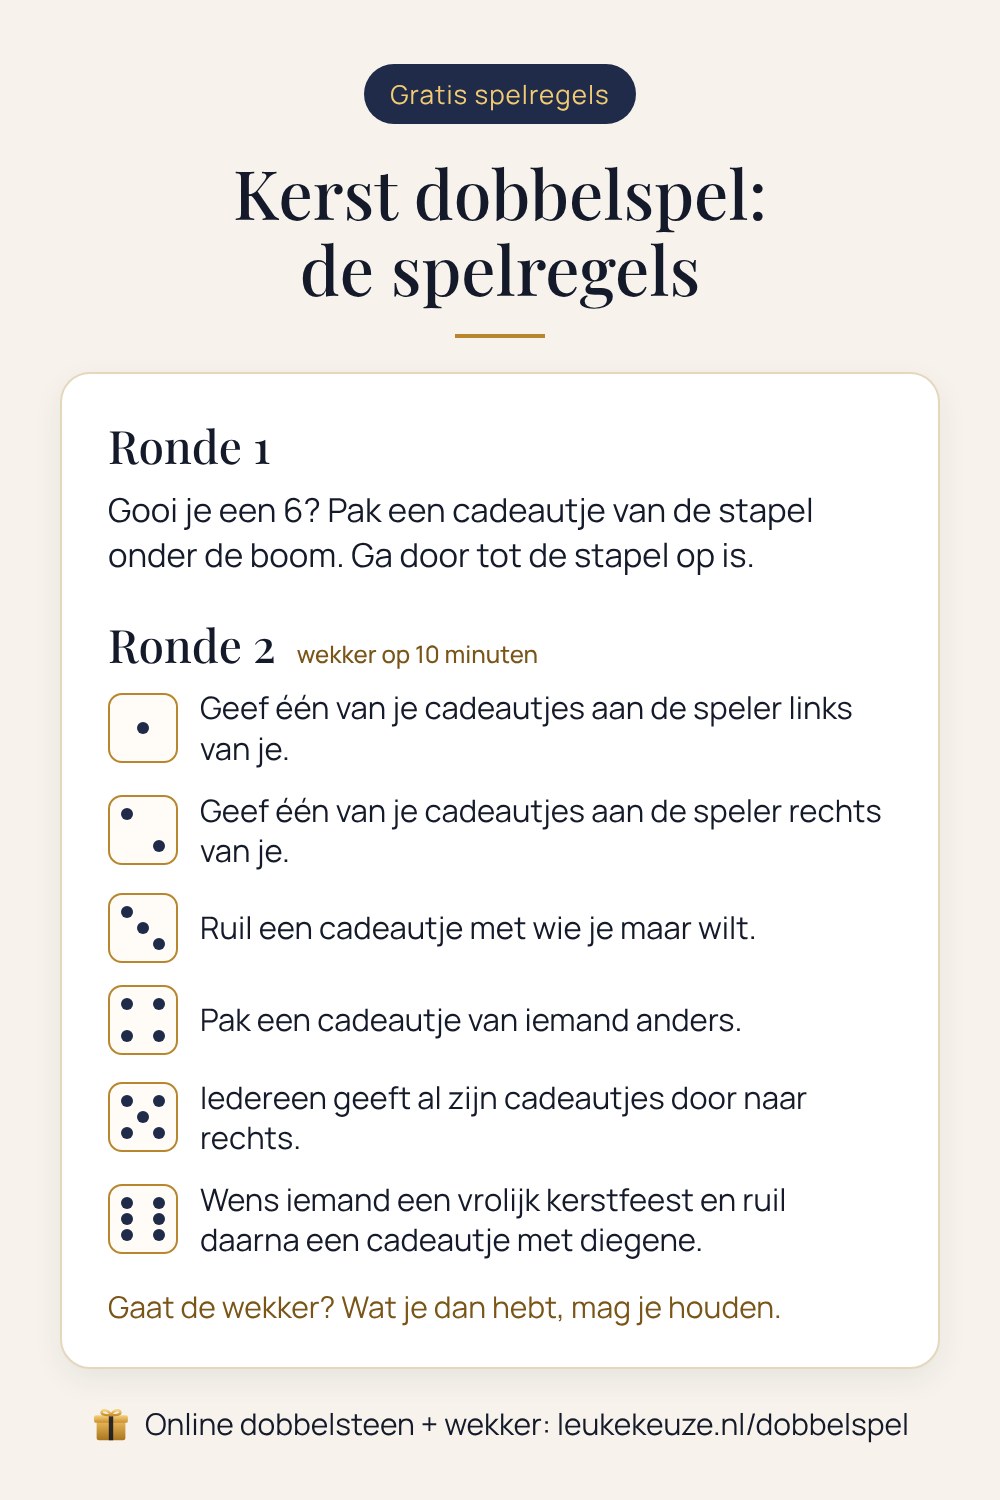 Gratis spelregels
Kerst dobbelspel:
de spelregels
Ronde 1
Gooi je een 6? Pak een cadeautje van de stapel
onder de boom. Ga door tot de stapel op is.
Ronde 2 wekker op 10 minuten
Geef één van je cadeautjes aan de speler links
van je.
Geef één van je cadeautjes aan de speler rechts
van je.
Ruil een cadeautje met wie je maar wilt.
Pak een cadeautje van iemand anders.
Iedereen geeft al zijn cadeautjes door naar
rechts.
Wens iemand een vrolijk kerstfeest en ruil
daarna een cadeautje met diegene.
Gaat de wekker? Wat je dan hebt, mag je houden.
Online dobbelsteen + wekker: leukekeuze.nl/dobbelspel